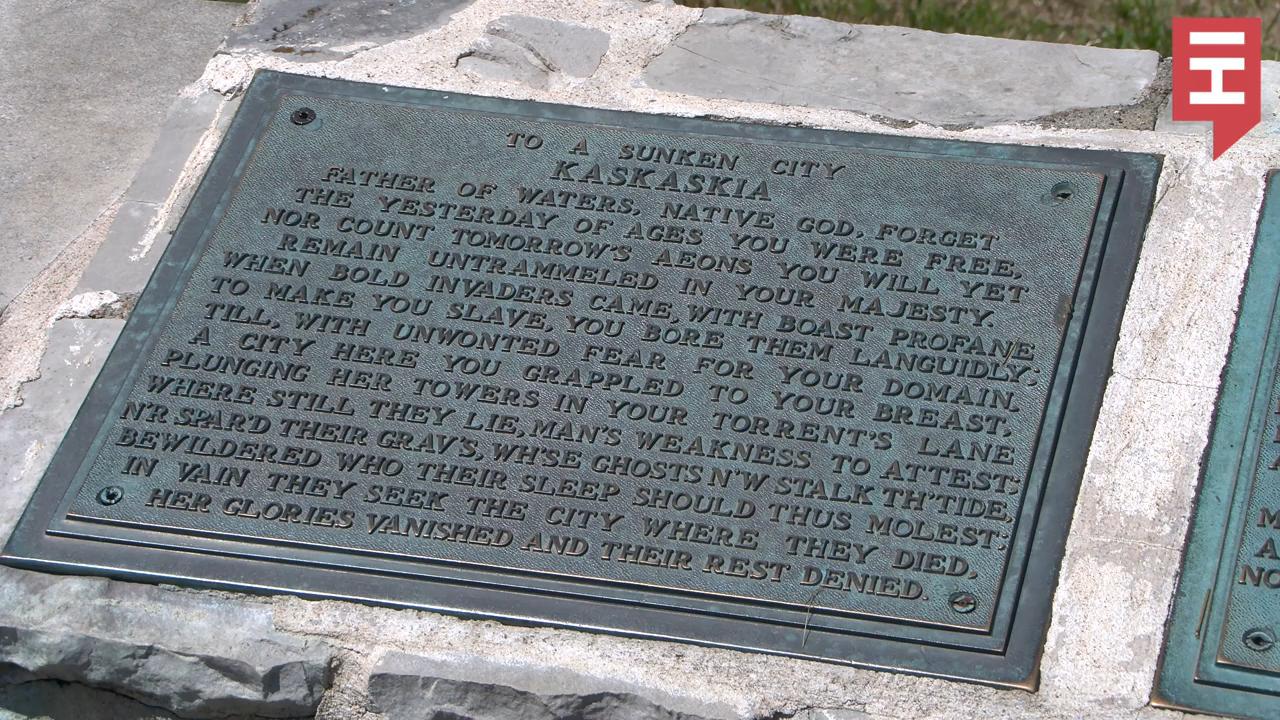 TO A SUNKEN CITY
KASKASKIA
FATHER OF WATERS, NATIVE GOD, FORGET
THE YESTERDAY OF AGES YOU WERE FREE,
NOR COUNT TOMORROW'S AEONS YOU WILL YET
REMAIN UNTRAMMELED IN YOUR MAJESTY.
WHEN BOLD INVADERS CAME, WITH BOAST PROFANE
TO MAKE YOU SLAVE, YOU BORE THEM LANGUIDLY;
TILL, WITH UNWONTED FEAR FOR YOUR DOMAIN,
A CITY HERE YOU GRAPPLED TO YOUR BREAST,
PLUNGING HER TOWERS IN YOUR TORRENT'S LANE
WHERE STILL THEY LIE, MAN'S WEAKNESS TO ATTEST;
N'R SPAR'D THEIR GRAV'S, WH'SE GHOSTS N'W STALK TH'TIDE,
BEWILDERED WHO THEIR SLEEP SHOULD THUS MOLEST;
IN VAIN THEY SEEK THE CITY WHERE THEY DIED,
HER GLORIES VANISHED AND THEIR REST DENIED.